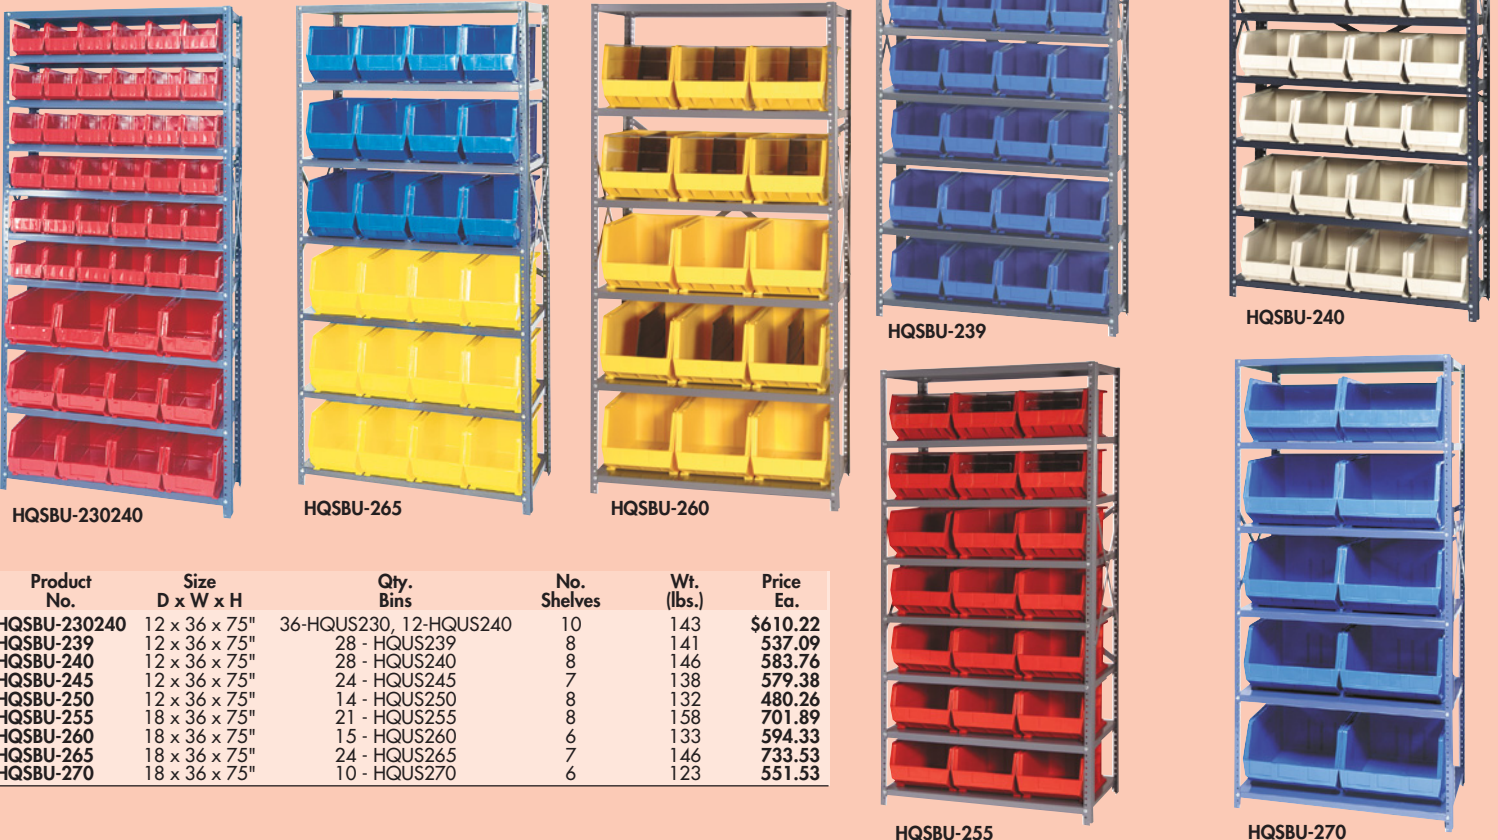 HQSBU-239
HQSBU-240
HQSBU-230240
HQSBU-265
HQSBU-260
Product No. Size D x W x H Qty. Bins No. Shelves Wt. (lbs.) Price Ea.
HQSBU-230240 12 x 36 x 75" 36-HQUS230, 12-HQUS240 10 143 $610.22
HQSBU-239 12 x 36 x 75" 28 - HQUS239 8 141 537.09
HQSBU-240 12 x 36 x 75" 28 - HQUS240 8 146 583.76
HQSBU-245 12 x 36 x 75" 24 - HQUS245 7 138 579.38
HQSBU-250 12 x 36 x 75" 14 - HQUS250 8 132 480.26
HQSBU-255 18 x 36 x 75" 21 - HQUS255 8 158 701.89
HQSBU-260 18 x 36 x 75" 15 - HQUS260 6 133 594.33
HQSBU-265 18 x 36 x 75" 24 - HQUS265 7 146 733.53
HQSBU-270 18 x 36 x 75" 10 - HQUS270 6 123 551.53
HQSBU-255
HQSBU-270